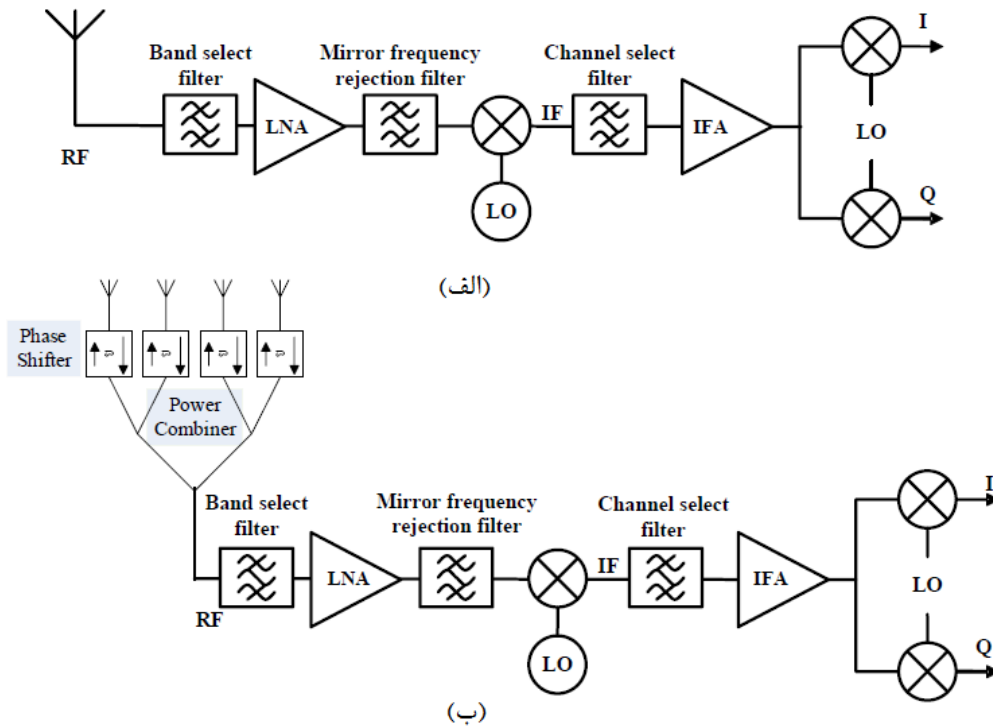 I
Band select
filter
Mirror frequency
rejection filter
Channel select
filter
LNA
IF
IFA
LO
RF
LO
Q
(الف)
Phase
Shifter
Power
Combiner
I
Band select
filter
Mirror frequency
rejection filter
Channel select
filter
LNA
IF
IFA
LO
RF
LO
Q
(ب)